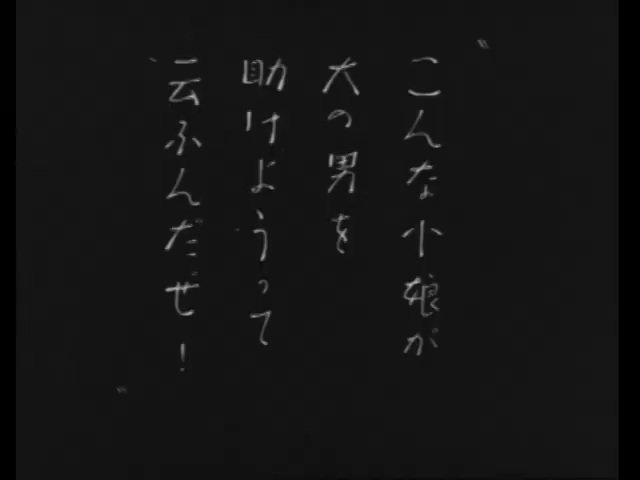 〝こんな小娘が
大の男を
助けようって
云ふんだぜ!〟